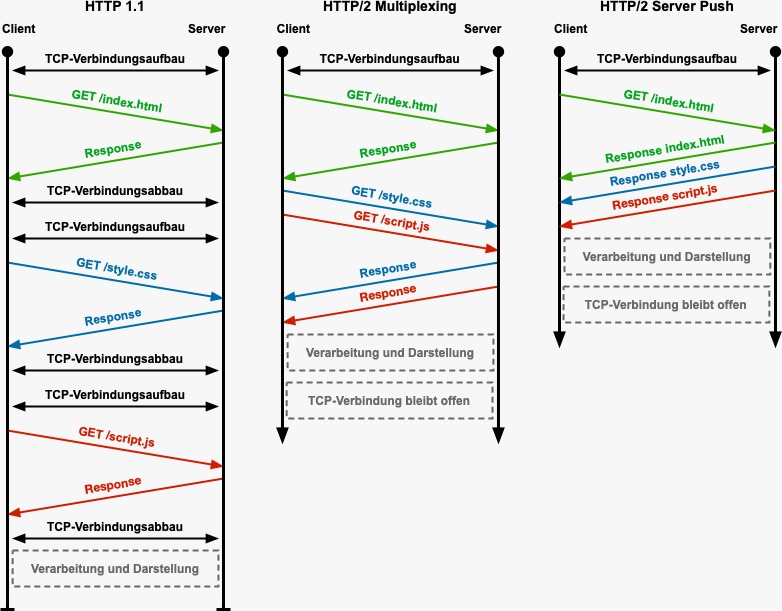 HTTP 1.1
Client Server
TCP-Verbindungsaufbau
GET /index.html
Response
TCP-Verbindungsabbau
TCP-Verbindungsaufbau
GET /style.css
Response
TCP-Verbindungsabbau
TCP-Verbindungsaufbau
GET /script.js
Response
TCP-Verbindungsabbau
Verarbeitung und Darstellung
HTTP/2 Multiplexing
Client Server
TCP-Verbindungsaufbau
GET /index.html
Response
GET /style.css
GET /script.js
Response
Response
Verarbeitung und Darstellung
TCP-Verbindung bleibt offen
HTTP/2 Server Push
Client Server
TCP-Verbindungsaufbau
GET /index.html
Response index.html
Response style.css
Response script.js
Verarbeitung und Darstellung
TCP-Verbindung bleibt offen